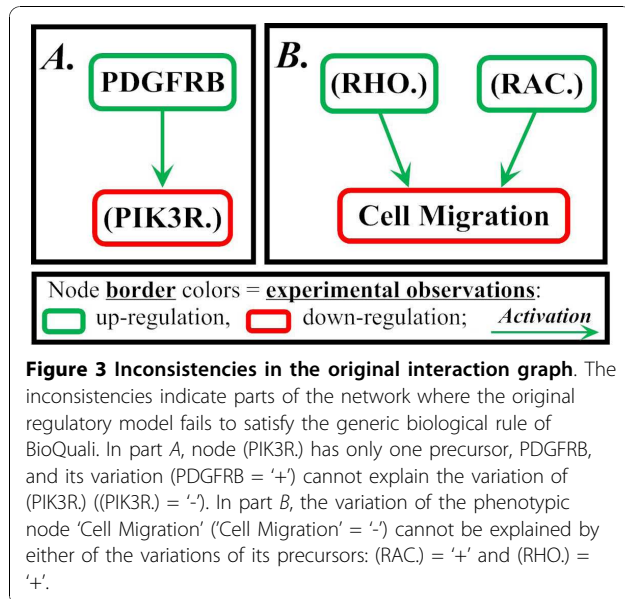 A.
PDGFRB
(PIK3R.)
B.
(RHO.) (RAC.)
Cell Migration
Node border colors = experimental observations:
up-regulation, down-regulation; Activation
Figure 3 Inconsistencies in the original interaction graph. The
inconsistencies indicate parts of the network where the original
regulatory model fails to satisfy the generic biological rule of
BioQuali. In part A, node (PIK3R.) has only one precursor, PDGFRB,
and its variation (PDGFRB = ‘+’) cannot explain the variation of
(PIK3R.) ((PIK3R.) = ‘-’). In part B, the variation of the phenotypic
node ‘Cell Migration’ (‘Cell Migration’ = ‘-’) cannot be explained by
either of the variations of its precursors: (RAC.) = ‘+’ and (RHO.) =
‘+’.